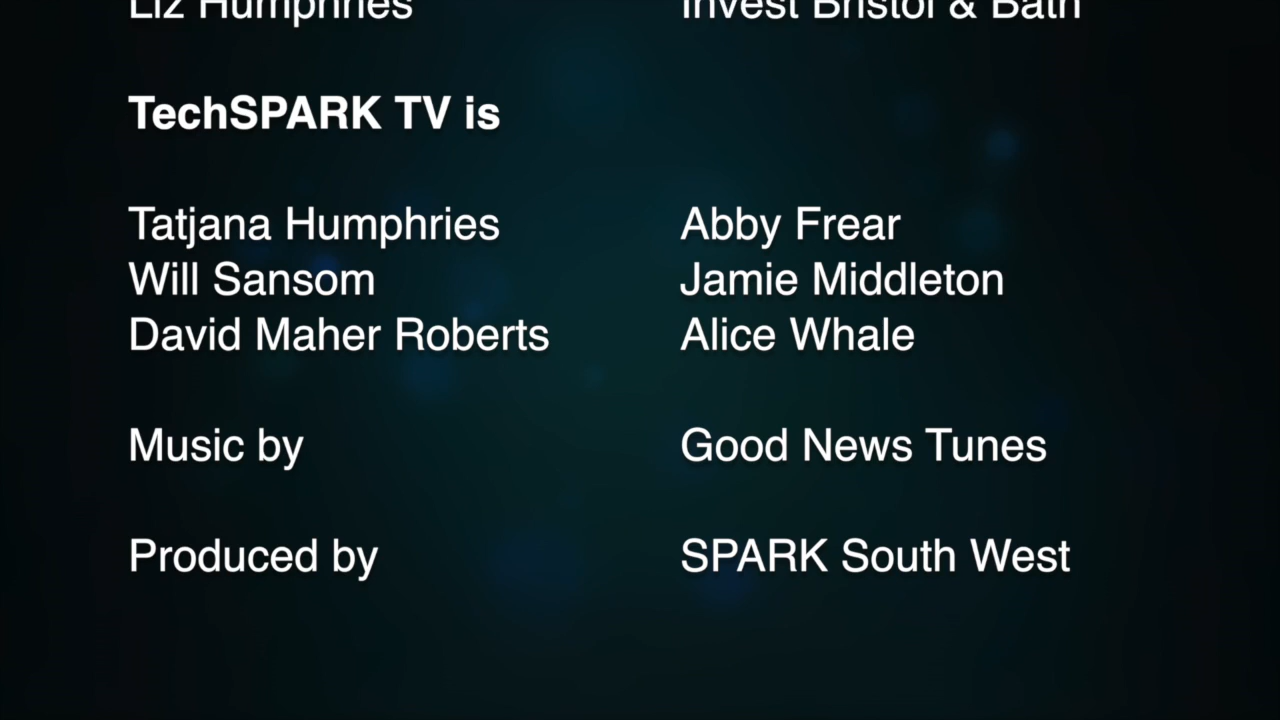 Liz Humphries Invest Bristol & Bath
TechSPARK TV is
Tatjana Humphries Abby Frear
Will Sansom Jamie Middleton
David Maher Roberts Alice Whale
Music by Good News Tunes
Produced by SPARK South West